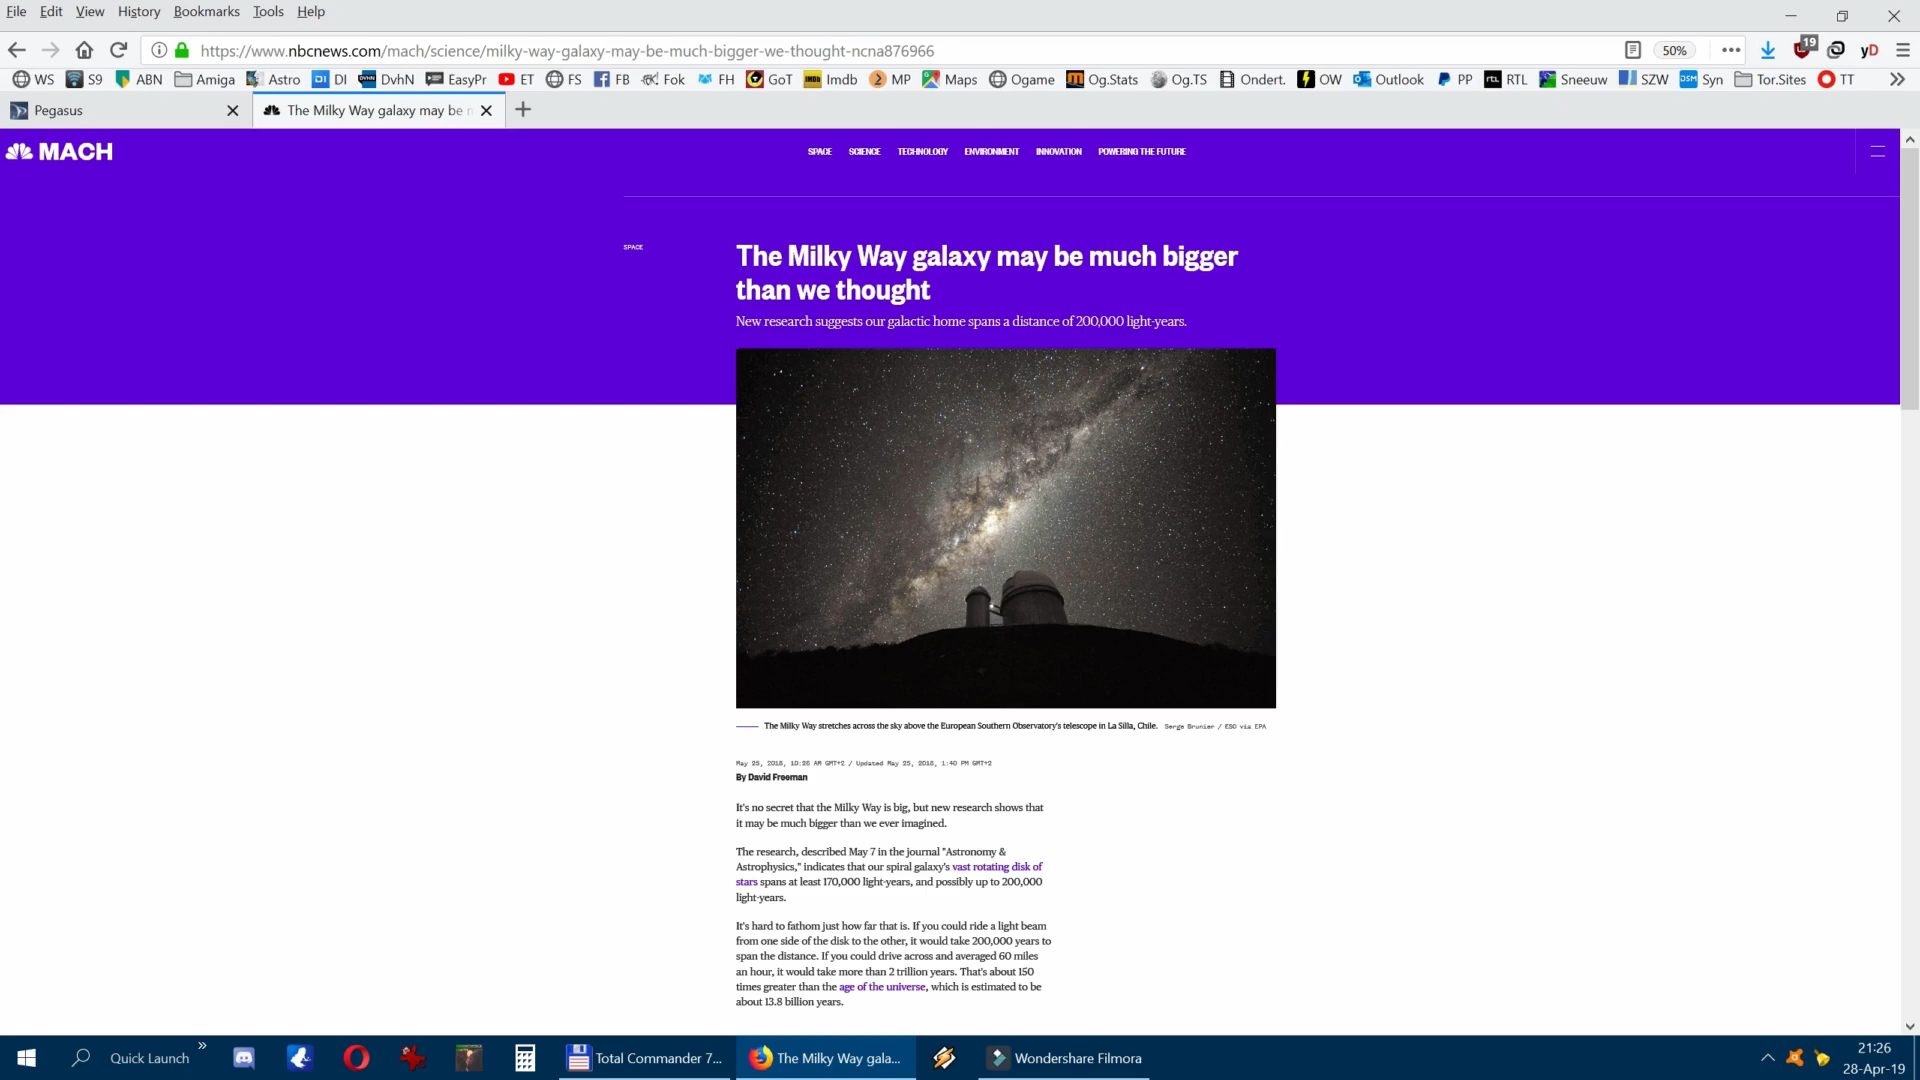 File Edit View History Bookmarks Tools Help
https://www.nbcnews.com/mach/science/milky-way-galaxy-may-be-much-bigger-we-thought-ncna876966 50% 19 yD
WS S9 ABN Amiga Astro DI DvhN EasyPr ET FS FB Fok FH GoT Imdb MP Maps Ogame Og.Stats Og.TS Ondert. OW Outlook PP RTL Sneeuw SZW Syn Tor.Sites TT
Pegasus The Milky Way galaxy may be m
MACH SPACE SCIENCE TECHNOLOGY ENVIRONMENT INNOVATION POWERING THE FUTURE
SPACE
The Milky Way galaxy may be much bigger
than we thought
New research suggests our galactic home spans a distance of 200,000 light-years.
The Milky Way stretches across the sky above the European Southern Observatory's telescope in La Silla, Chile. Serge Brunier / ESO via EPA
May 25, 2018, 10:26 AM GMT+2 / Updated May 25, 2018, 1:40 PM GMT+2
By David Freeman
It's no secret that the Milky Way is big, but new research shows that
it may be much bigger than we ever imagined.
The research, described May 7 in the journal "Astronomy &
Astrophysics," indicates that our spiral galaxy's vast rotating disk of
stars spans at least 170,000 light-years, and possibly up to 200,000
light-years.
It's hard to fathom just how far that is. If you could ride a light beam
from one side of the disk to the other, it would take 200,000 years to
span the distance. If you could drive across and averaged 60 miles
an hour, it would take more than 2 trillion years. That's about 150
times greater than the age of the universe, which is estimated to be
about 13.8 billion years.
Quick Launch Total Commander 7... The Milky Way gala... Wondershare Filmora 21:26
28-Apr-19